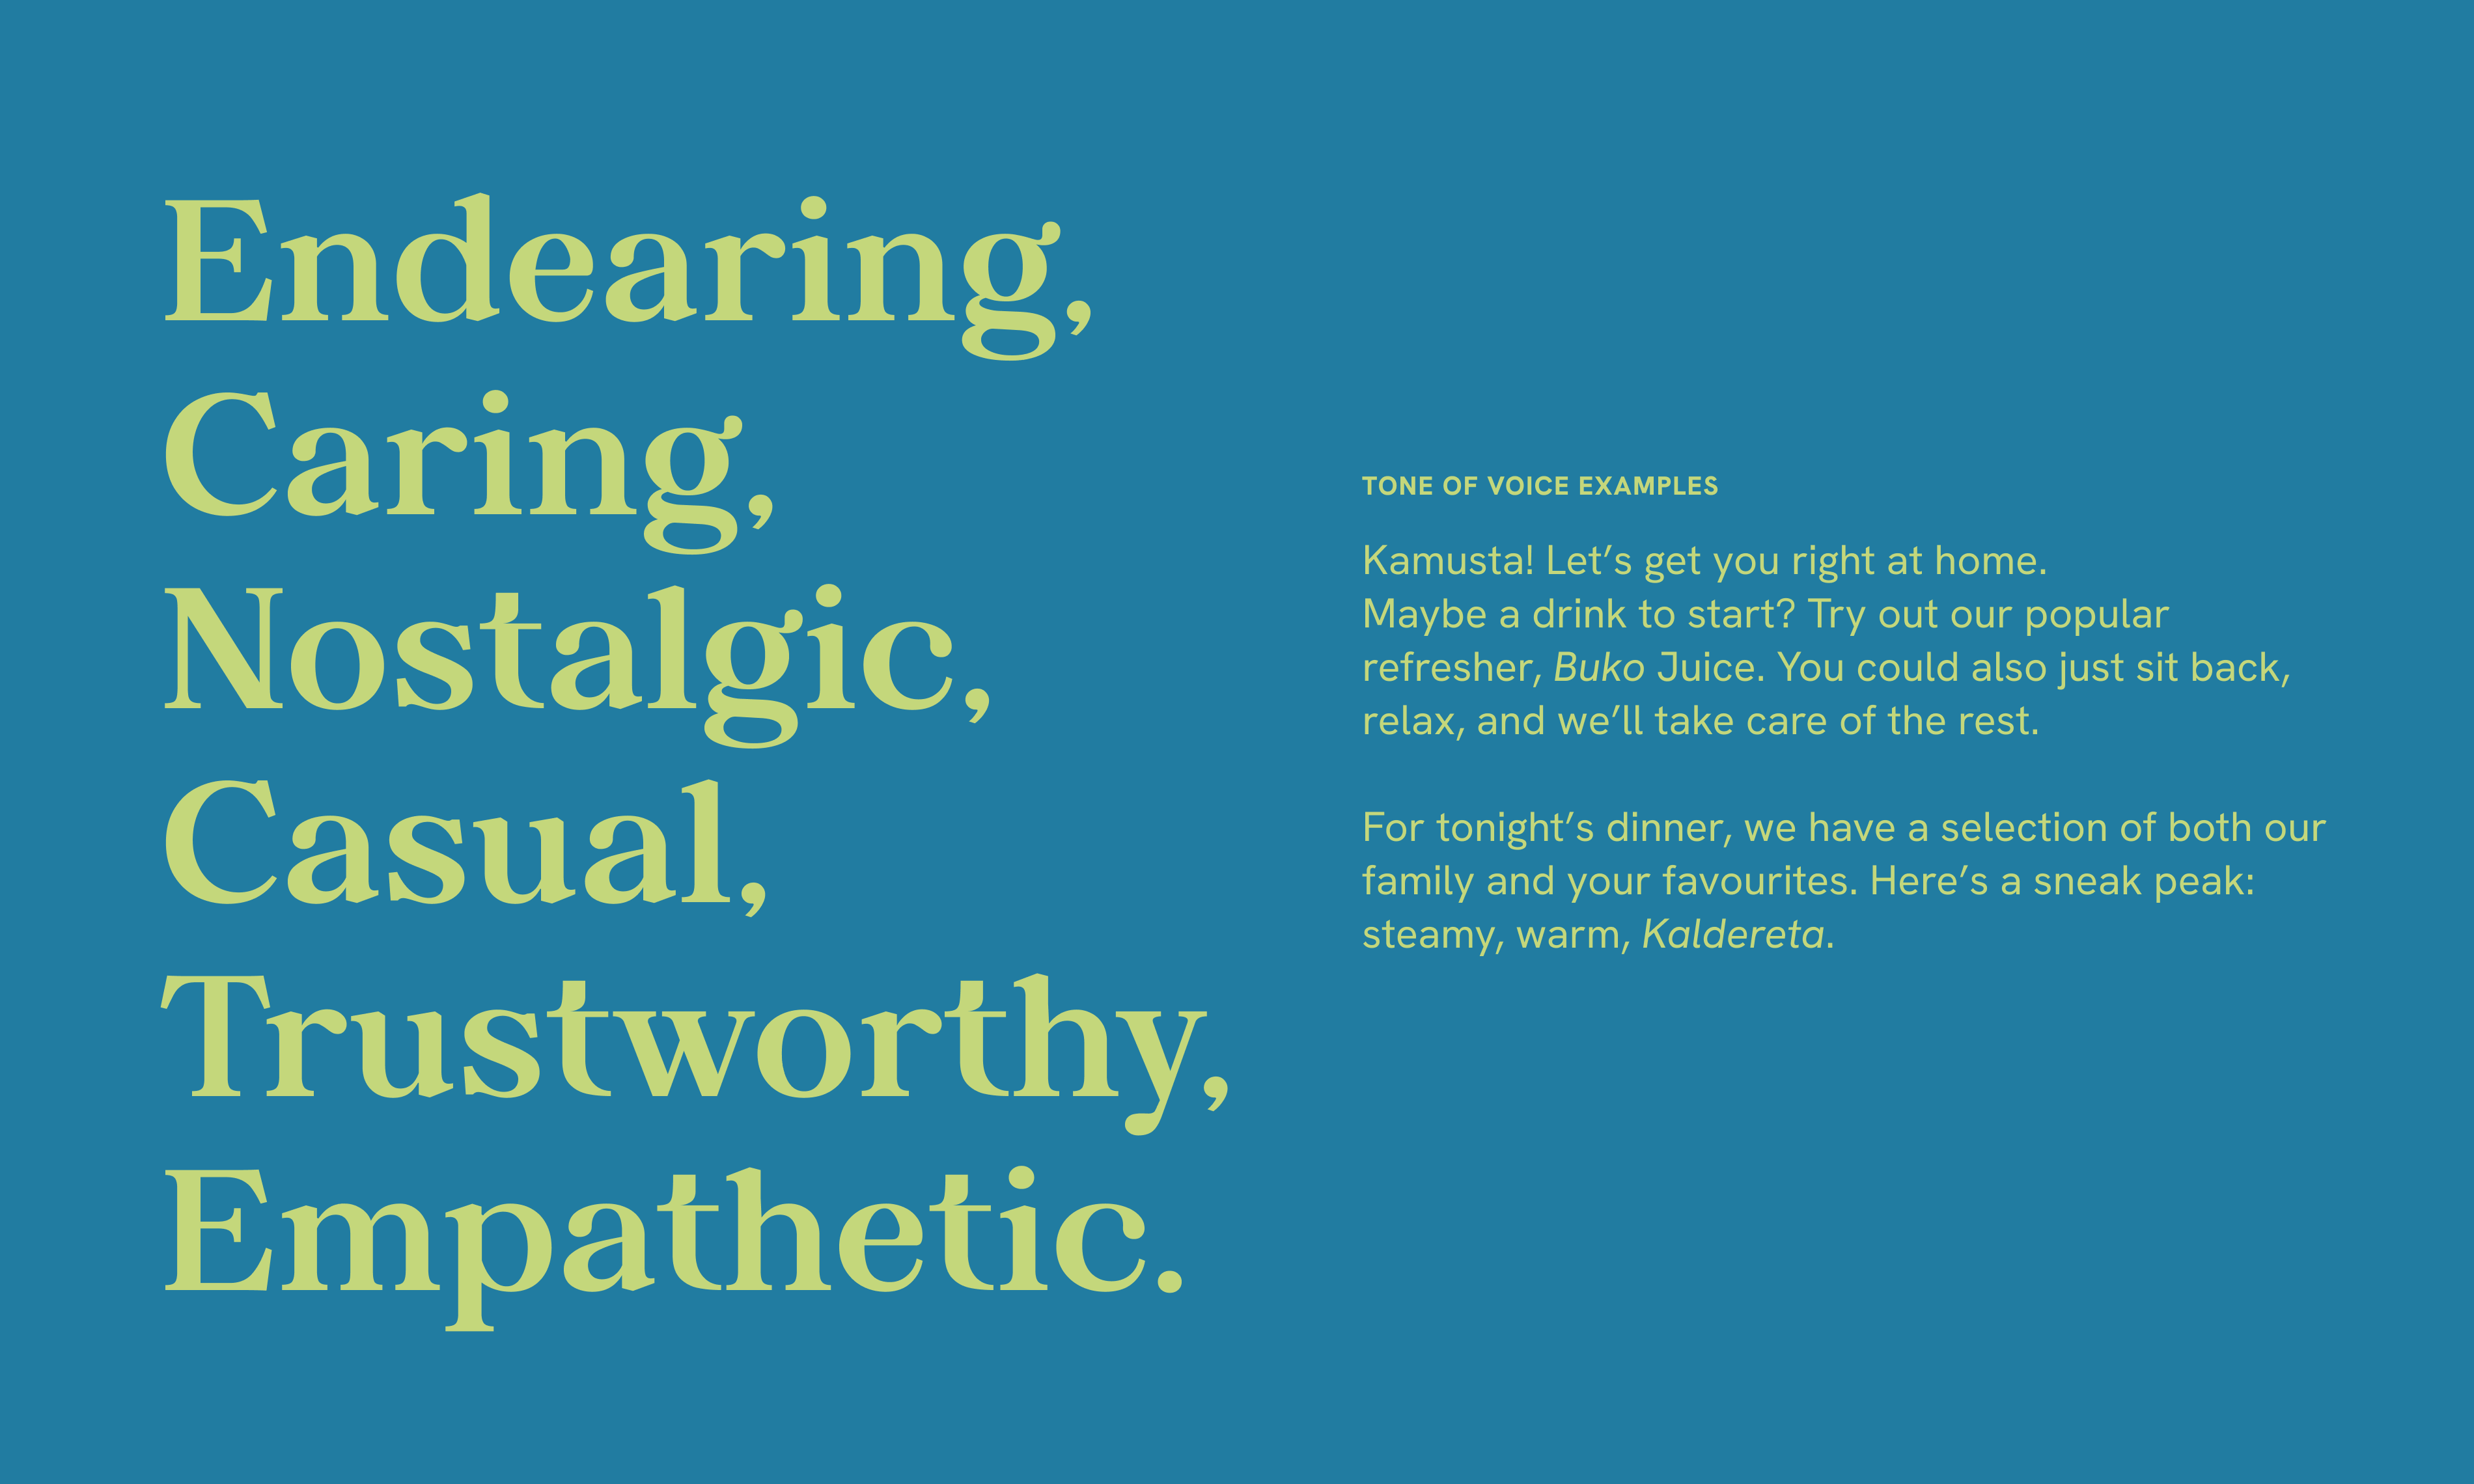 Endearing,
Caring,
Nostalgic,
Casual,
Trustworthy,
Empathetic.
TONE OF VOICE EXAMPLES
Kamusta! Let’s get you right at home.
Maybe a drink to start? Try out our popular
refresher, Buko Juice. You could also just sit back,
relax, and we’ll take care of the rest.
For tonight’s dinner, we have a selection of both our
family and your favourites. Here’s a sneak peak:
steamy, warm, Kaldereta.